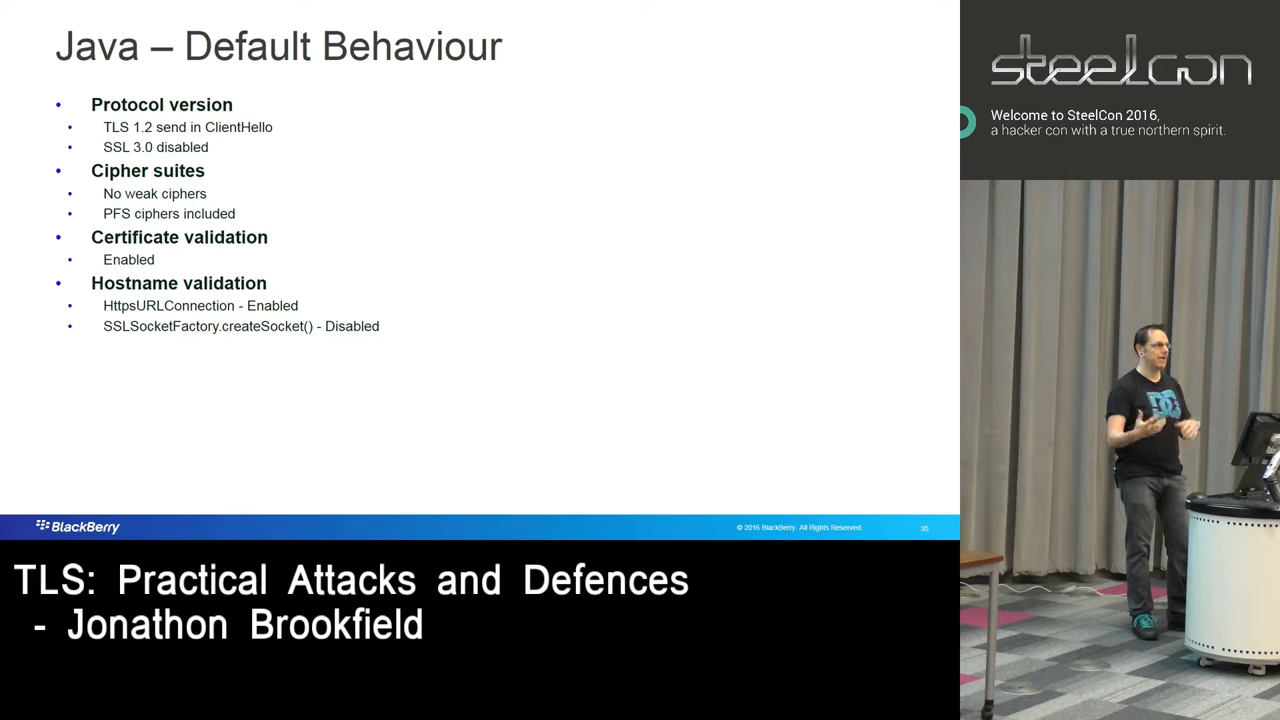 Java – Default Behaviour
• Protocol version
• TLS 1.2 send in ClientHello
• SSL 3.0 disabled
• Cipher suites
• No weak ciphers
• PFS ciphers included
• Certificate validation
• Enabled
• Hostname validation
• HttpsURLConnection - Enabled
• SSLSocketFactory.createSocket() - Disabled
BlackBerry
© 2016 BlackBerry. All Rights Reserved.
35
steelcon
Welcome to SteelCon 2016,
a hacker con with a true northern spirit.
DC
TLS: Practical Attacks and Defences
- Jonathon Brookfield